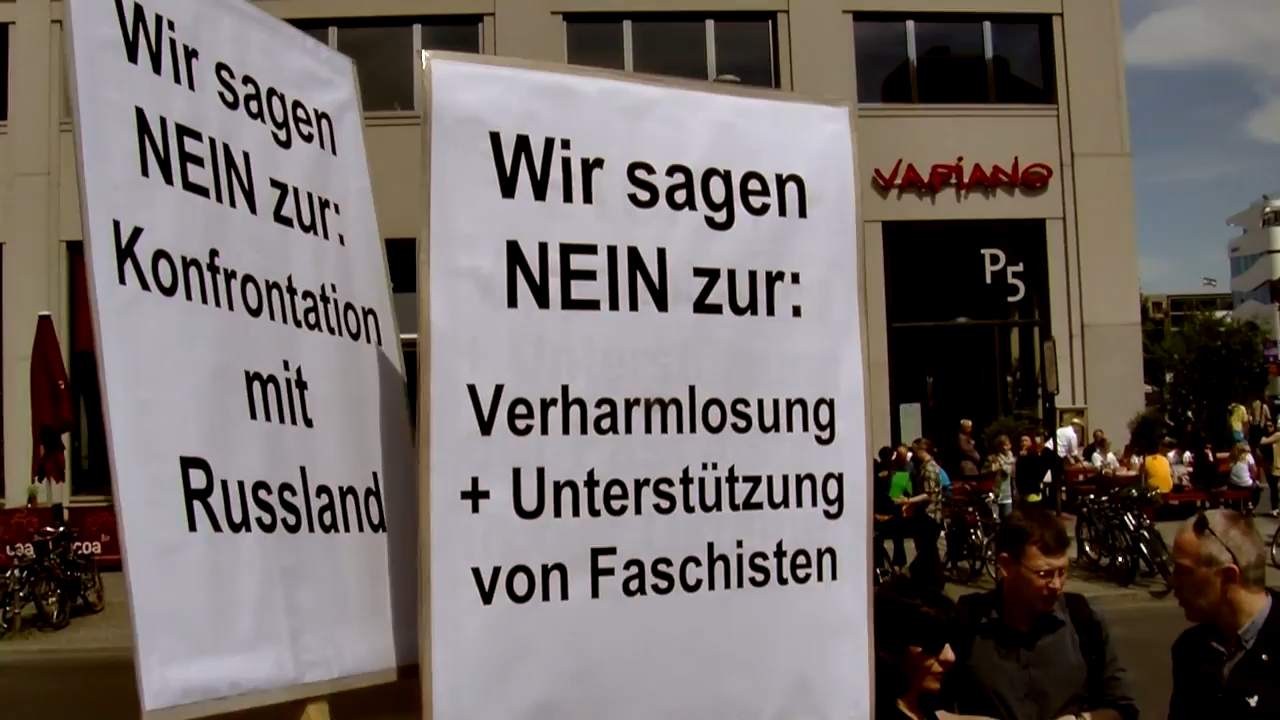 Wir sagen
NEIN zur:
Konfrontation
mit
Russland
Wir sagen
NEIN zur:
Verharmlosung
+ Unterstützung
von Faschisten
VAPIANO
P5